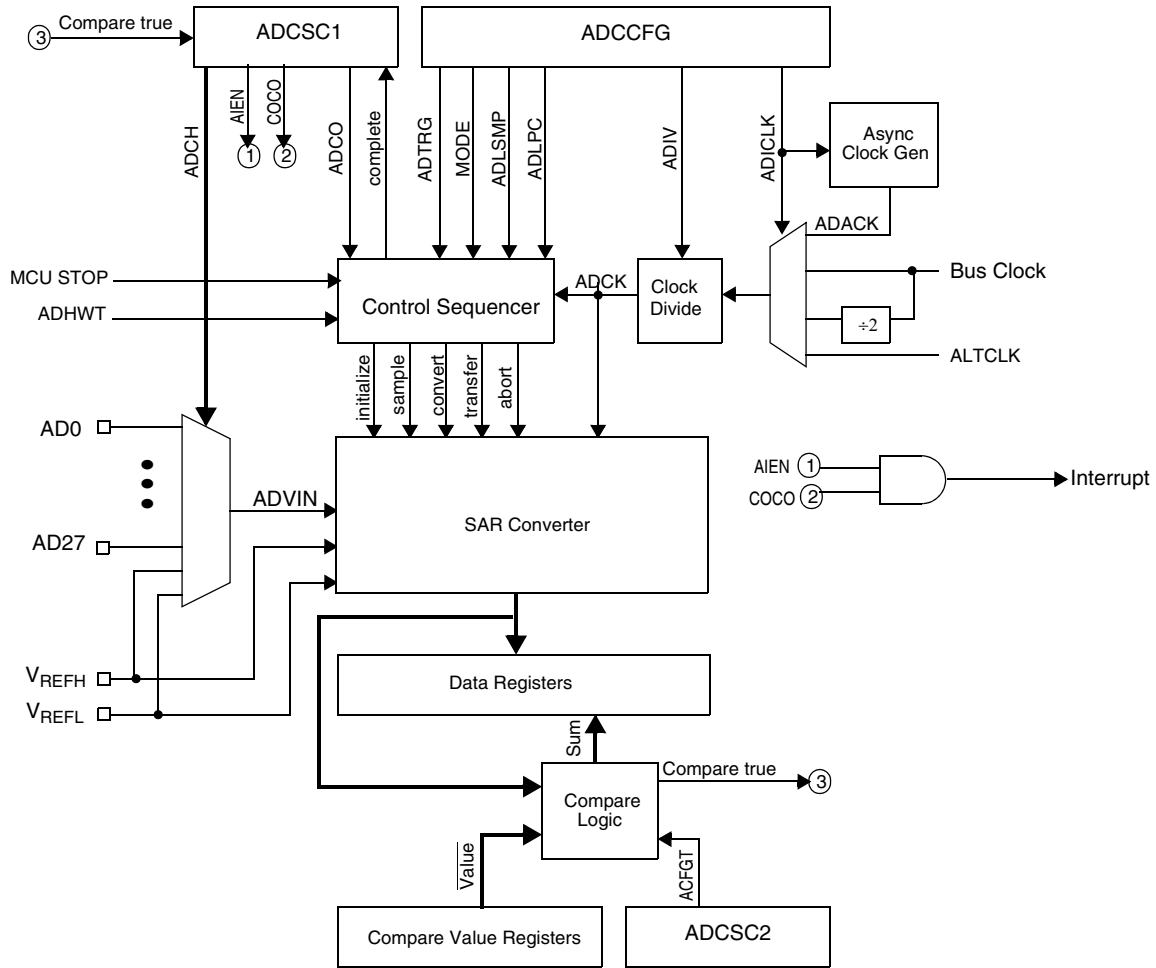 3 Compare true
ADCSC1
ADCCFG
ADCH
AIEN
1
COCO
2
ADCO
complete
ADTRG
MODE
ADLSMP
ADLPC
ADIV
ADICLK
Async
Clock Gen
ADACK
MCU STOP
ADHWT
Control Sequencer
ADCK
Clock
Divide
Bus Clock
÷2
ALTCLK
initialize
sample
convert
transfer
abort
AD0
AD27
ADVIN
SAR Converter
AIEN 1
COCO 2
Interrupt
VREFH
VREFL
Data Registers
Sum
Compare true
3
Compare
Logic
Value
ACFGT
Compare Value Registers
ADCSC2